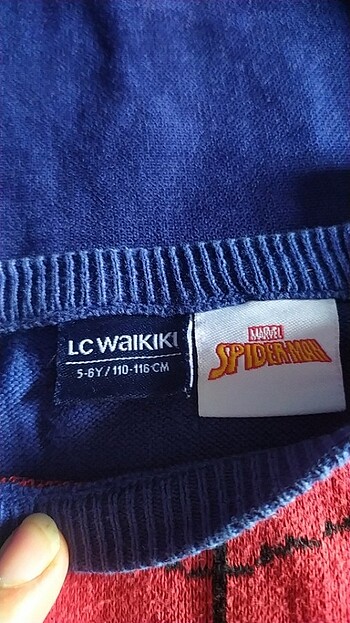 LC WAIKIKI
5-6Y / 110-116 CM
MARVEL
SPIDER-MAN